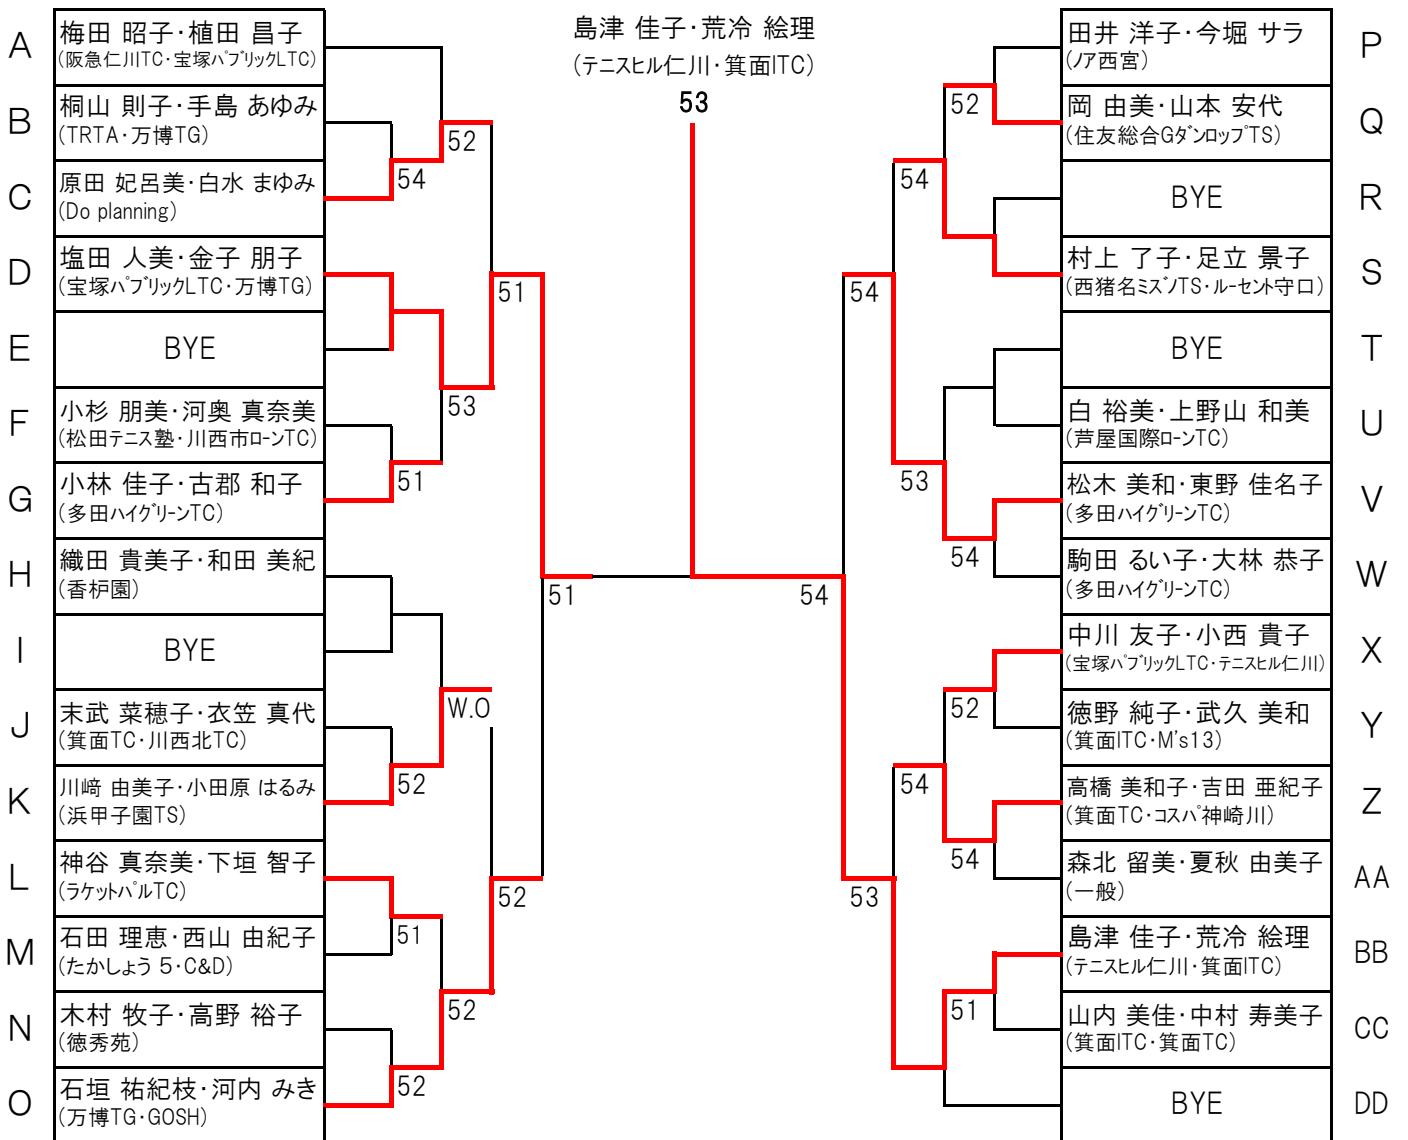 島津 佳子・荒冷 絵理
(テニスヒル仁川・箕面ITC)
53
A
梅田 昭子・植田 昌子
(阪急仁川TC・宝塚パブリックLTC)
B
桐山 則子・手島 あゆみ
(TRTA・万博TG)
C
原田 妃呂美・白水 まゆみ
(Do planning)
D
塩田 人美・金子 朋子
(宝塚パブリックLTC・万博TG)
E
BYE
F
小杉 朋美・河奥 真奈美
(松田テニス塾・川西市ローンTC)
G
小林 佳子・古郡 和子
(多田ハイグリーンTC)
H
織田 貴美子・和田 美紀
(香枦園)
I
BYE
J
末武 菜穂子・衣笠 真代
(箕面TC・川西北TC)
K
川﨑 由美子・小田原 はるみ
(浜甲子園TS)
L
神谷 真奈美・下垣 智子
(ラケットパルTC)
M
石田 理恵・西山 由紀子
(たかしょう 5・C&D)
N
木村 牧子・高野 裕子
(徳秀苑)
O
石垣 祐紀枝・河内 みき
(万博TG・GOSH)
52
54
51
53
51
51
W.O
52
52
51
52
52
田井 洋子・今堀 サラ
(ノア西宮)
P
岡 由美・山本 安代
(住友総合GダンロップTS)
Q
BYE
R
村上 了子・足立 景子
(西猪名ミズノTS・ルーセント守口)
S
BYE
T
白 裕美・上野山 和美
(芦屋国際ローンTC)
U
松木 美和・東野 佳名子
(多田ハイグリーンTC)
V
駒田 るい子・大林 恭子
(多田ハイグリーンTC)
W
中川 友子・小西 貴子
(宝塚パブリックLTC・テニスヒル仁川)
X
徳野 純子・武久 美和
(箕面ITC・M's13)
Y
高橋 美和子・吉田 亜紀子
(箕面TC・コスパ神崎川)
Z
森北 留美・夏秋 由美子
(一般)
AA
島津 佳子・荒冷 絵理
(テニスヒル仁川・箕面ITC)
BB
山内 美佳・中村 寿美子
(箕面ITC・箕面TC)
CC
BYE
DD
52
54
54
53
54
54
52
54
54
53
51